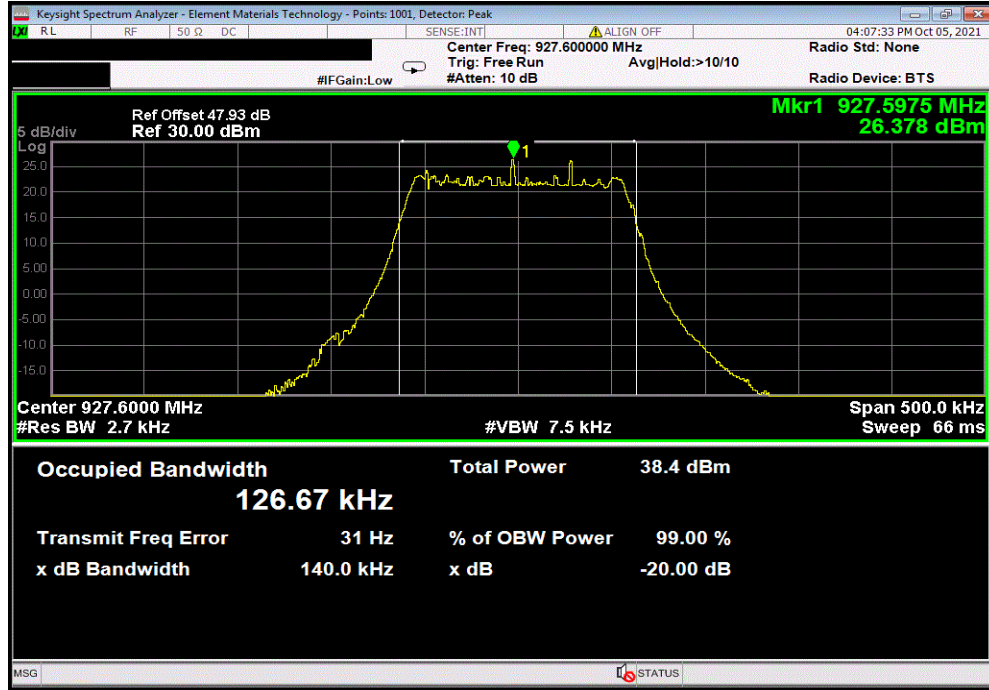 Keysight Spectrum Analyzer - Element Materials Technology - Points: 1001, Detector: Peak
LXI RL RF 50 Ω DC SENSE:INT ALIGN OFF 04:07:33 PM Oct 05, 2021
Center Freq: 927.600000 MHz Radio Std: None
Trig: Free Run Avg|Hold:>10/10
#IFGain:Low #Atten: 10 dB Radio Device: BTS
Mkr1 927.5975 MHz
26.378 dBm
Ref Offset 47.93 dB
5 dB/div Ref 30.00 dBm
Log
1
25.0
20.0
15.0
10.0
5.00
0.00
-5.00
-10.0
-15.0
Center 927.6000 MHz Span 500.0 kHz
#Res BW 2.7 kHz #VBW 7.5 kHz Sweep 66 ms
Occupied Bandwidth Total Power 38.4 dBm
126.67 kHz
Transmit Freq Error 31 Hz % of OBW Power 99.00 %
x dB Bandwidth 140.0 kHz x dB -20.00 dB
MSG STATUS